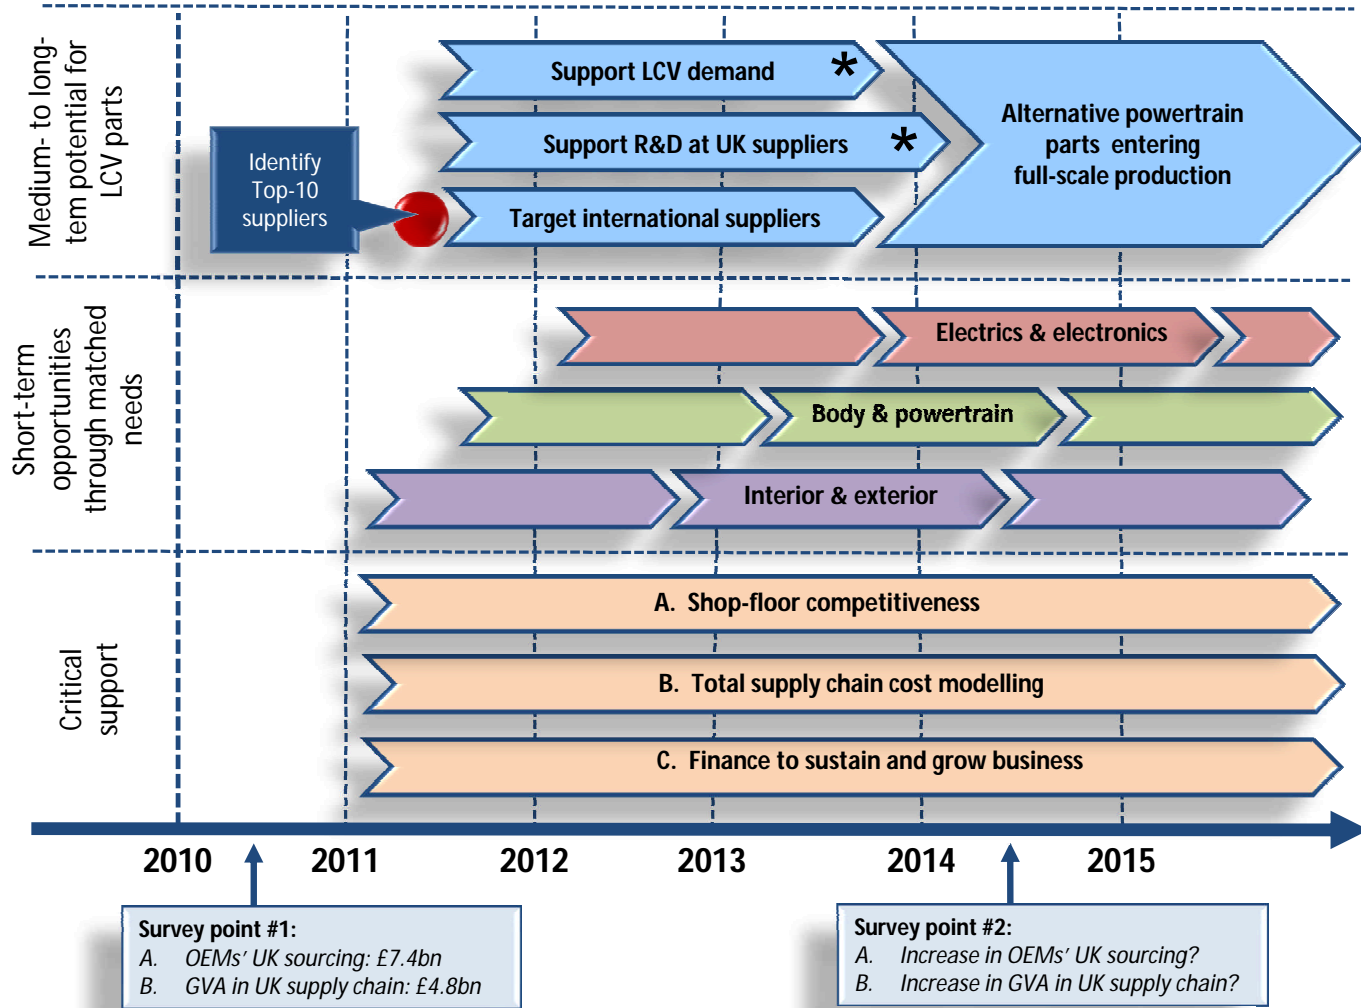 Medium- to long-
tem potential for
LCV parts
Identify
Top-10
suppliers
Support LCV demand *
Support R&D at UK suppliers *
Target international suppliers
Alternative powertrain
parts entering
full-scale production
Short-term
opportunities
through matched
needs
Electrics & electronics
Body & powertrain
Interior & exterior
Critical
support
A. Shop-floor competitiveness
B. Total supply chain cost modelling
C. Finance to sustain and grow business
2010 2011 2012 2013 2014 2015
Survey point #1:
A. OEMs' UK sourcing: £7.4bn
B. GVA in UK supply chain: £4.8bn
Survey point #2:
A. Increase in OEMs' UK sourcing?
B. Increase in GVA in UK supply chain?